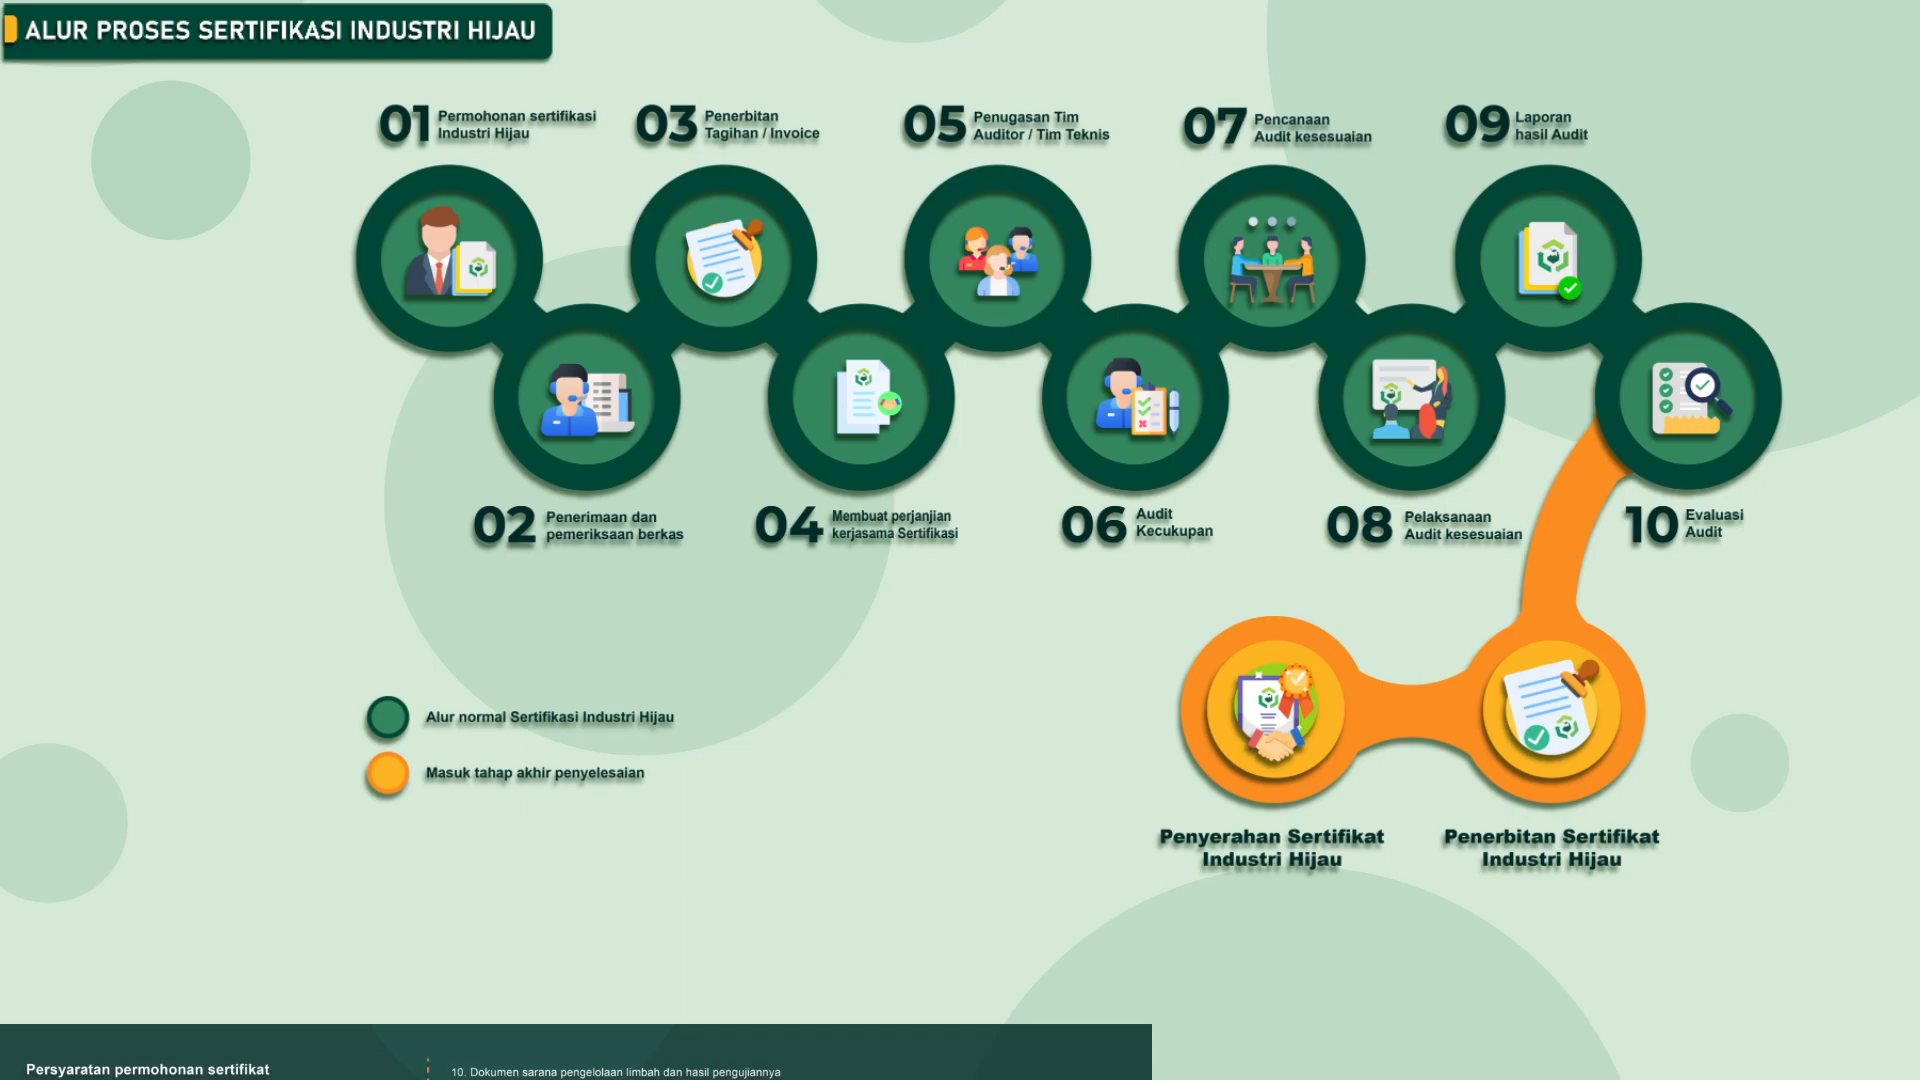 ALUR PROSES SERTIFIKASI INDUSTRI HIJAU
01 Permohonan sertifikasi
Industri Hijau
03 Penerbitan
Tagihan / Invoice
05 Penugasan Tim
Auditor / Tim Teknis
07 Pencanaan
Audit kesesuaian
09 Laporan
hasil Audit
02 Penerimaan dan
pemeriksaan berkas
04 Membuat perjanjian
kerjasama Sertifikasi
06 Audit
Kecukupan
08 Pelaksanaan
Audit kesesuaian
10 Evaluasi
Audit
Alur normal Sertifikasi Industri Hijau
Masuk tahap akhir penyelesaian
Penyerahan Sertifikat
Industri Hijau
Penerbitan Sertifikat
Industri Hijau
Persyaratan permohonan sertifikat
10. Dokumen sarana pengelolaan limbah dan hasil pengujiannya